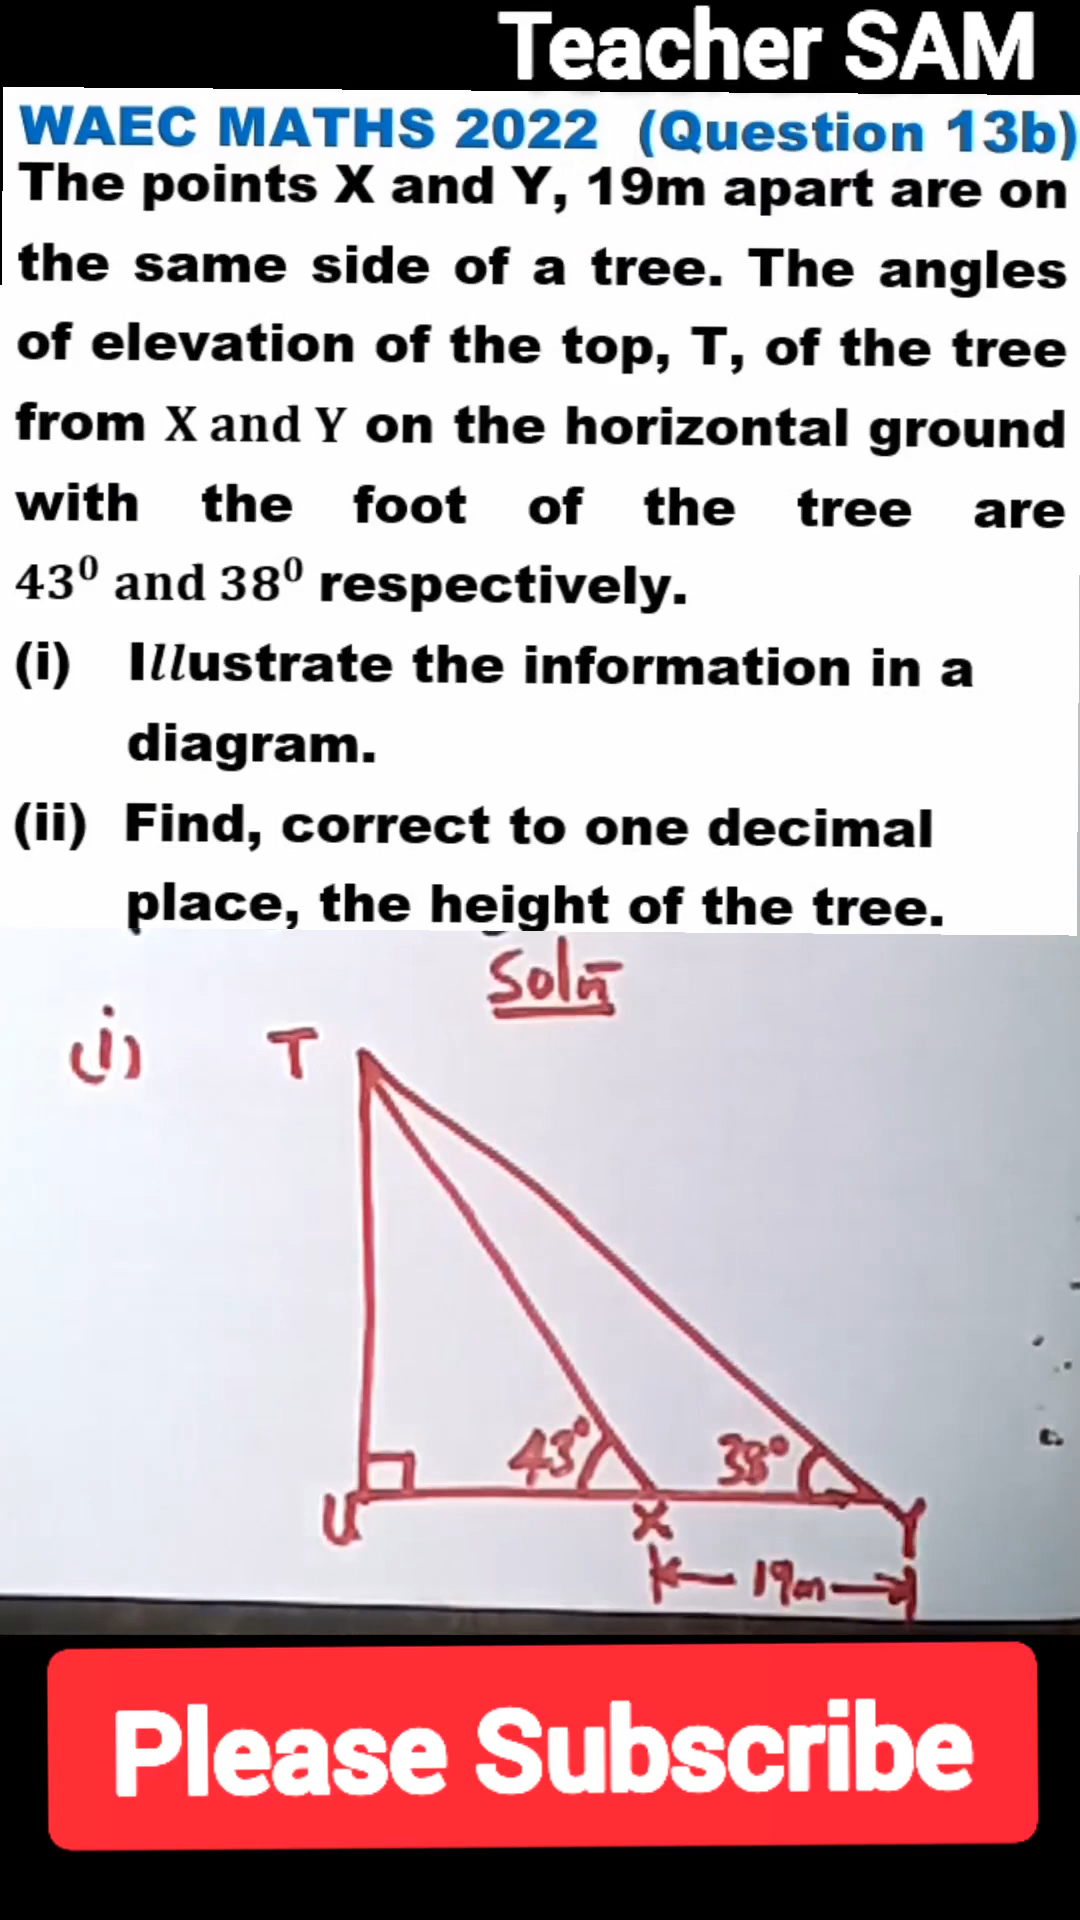 Teacher SAM
WAEC MATHS 2022 (Question 13b)
The points X and Y, 19m apart are on
the same side of a tree. The angles
of elevation of the top, T, of the tree
from X and Y on the horizontal ground
with the foot of the tree are
43⁰ and 38⁰ respectively.
(i) Illustrate the information in a
diagram.
(ii) Find, correct to one decimal
place, the height of the tree.
Soln
(i) T
43° 38°
U X Y
19m
Please Subscribe